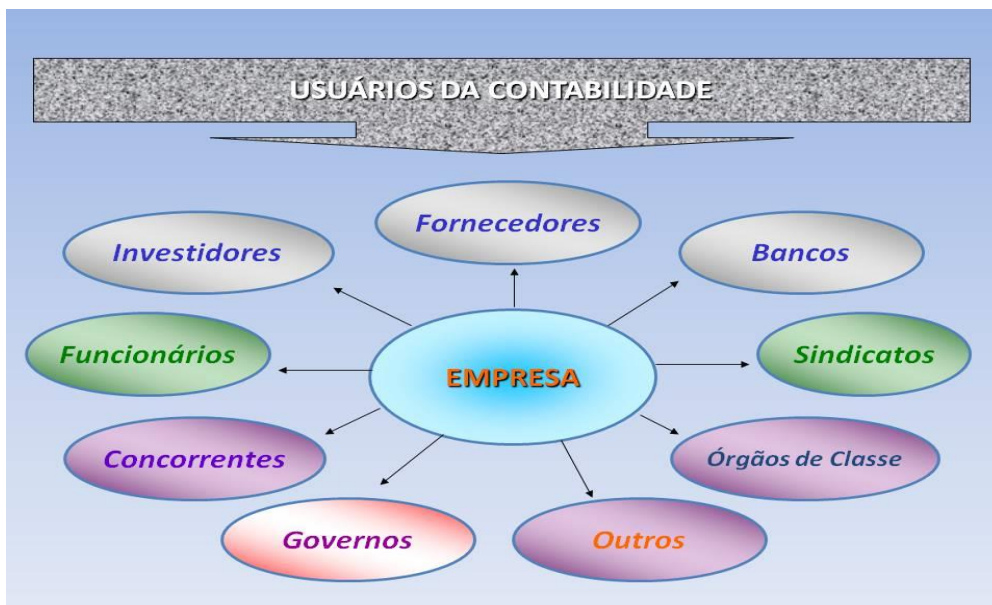 USUÁRIOS DA CONTABILIDADE
Fornecedores
Investidores
Bancos
Funcionários
EMPRESA
Sindicatos
Concorrentes
Órgãos de Classe
Governos
Outros